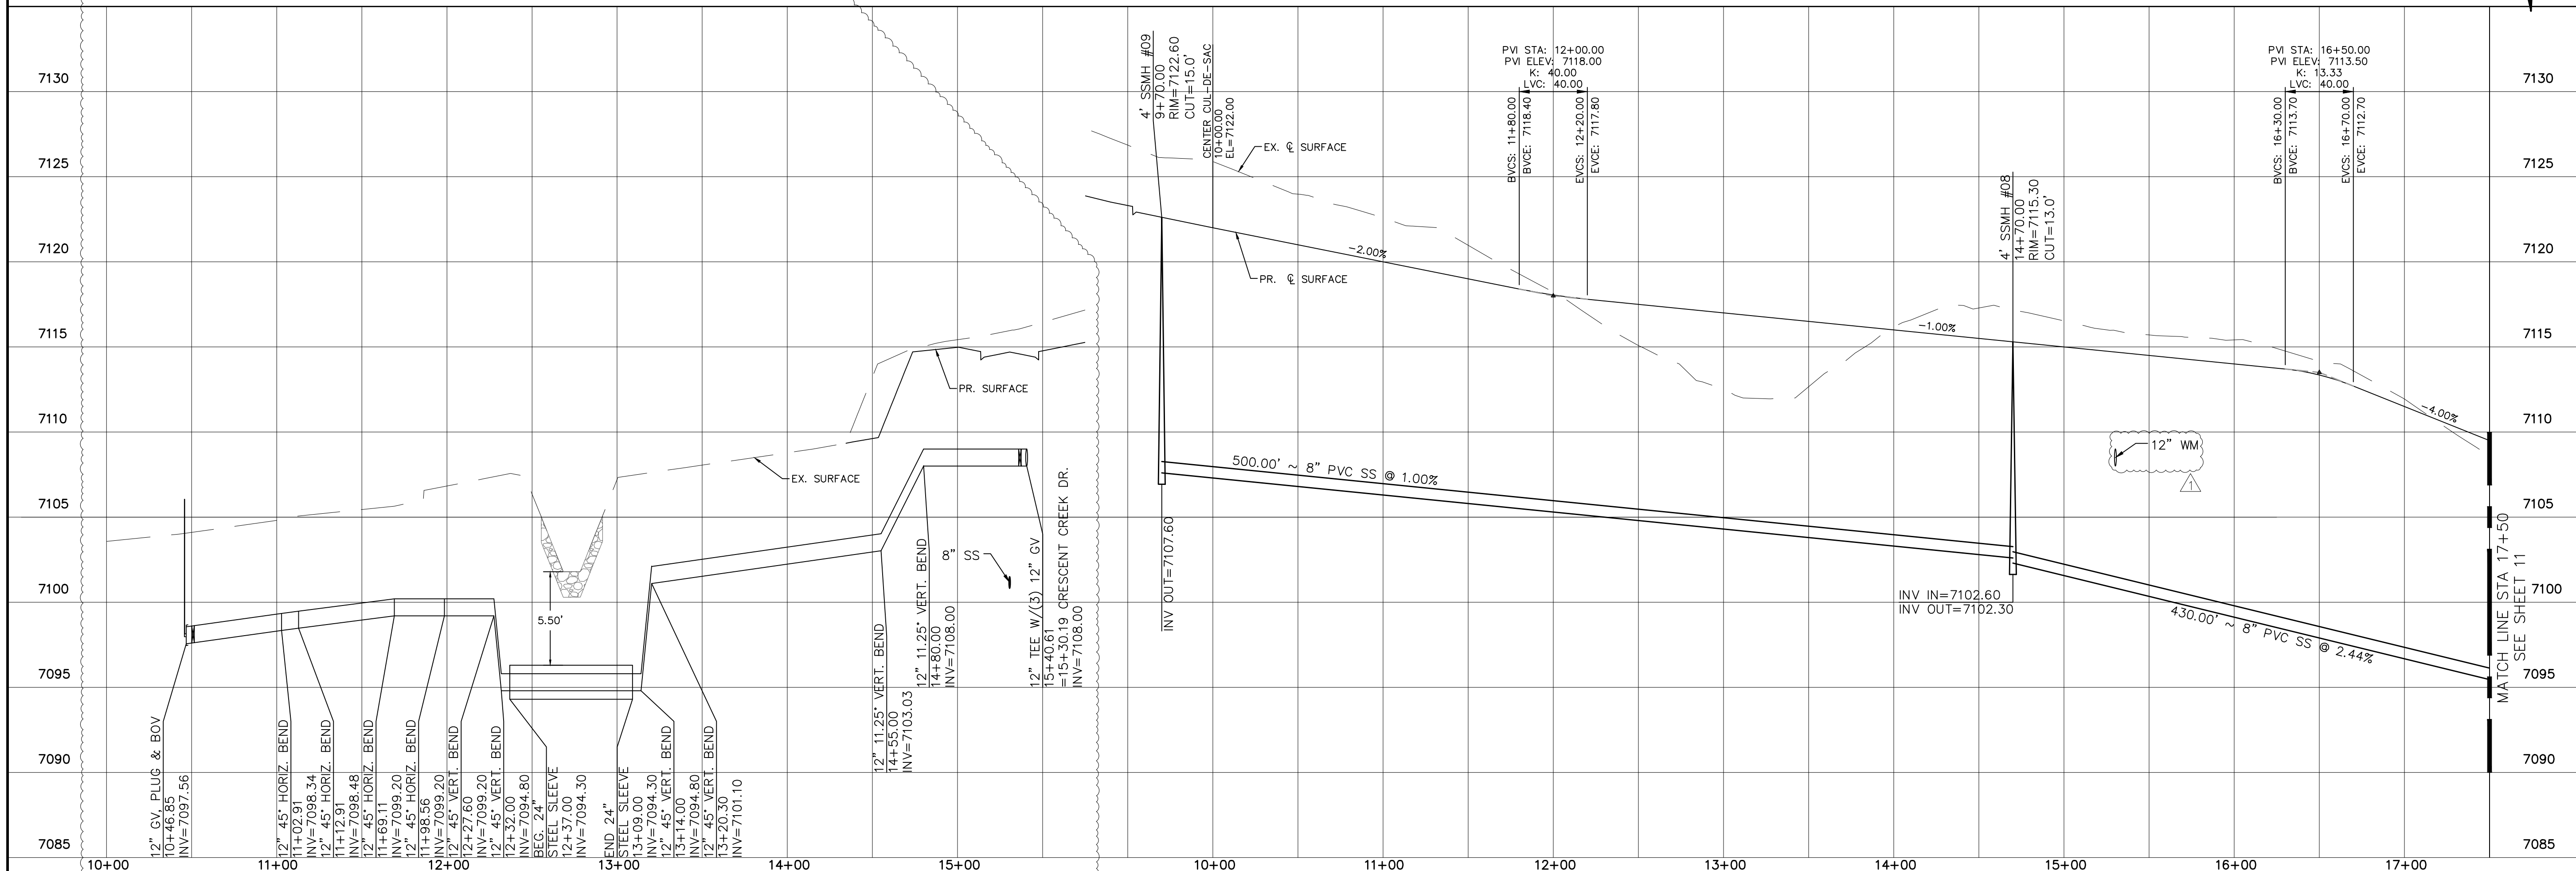 7130
7125
7120
7115
7110
7105
7100
7095
7090
7085
10+00
11+00
12+00
13+00
14+00
15+00
12" GV, PLUG & BOV
10+46.85
INV=7097.56
12" 45° HORIZ. BEND
11+02.91
INV=7098.34
12" 45° HORIZ. BEND
11+12.91
INV=7098.48
12" 45° HORIZ. BEND
11+69.11
INV=7099.20
12" 45° HORIZ. BEND
11+98.56
INV=7099.20
12" 45° VERT. BEND
12+27.60
INV=7099.20
12" 45° VERT. BEND
12+32.00
INV=7094.80
BEG. 24"
STEEL SLEEVE
12+37.00
INV=7094.30
END 24"
STEEL SLEEVE
13+09.00
INV=7094.30
12" 45° VERT. BEND
13+14.00
INV=7094.80
12" 45° VERT. BEND
13+20.30
INV=7101.10
5.50'
EX. SURFACE
PR. SURFACE
12" 11.25° VERT. BEND
14+55.00
INV=7103.03
12" 11.25° VERT. BEND
14+80.00
INV=7108.00
8" SS
12" TEE W/(3) 12" GV
15+40.61
=15+30.19 CRESCENT CREEK DR.
INV=7108.00
4' SSMH #09
9+70.00
RIM=7122.60
CUT=15.0'
CENTER CUL-DE-SAC
10+00.00
EL=7122.00
EX. ℄ SURFACE
PR. ℄ SURFACE
-2.00%
PVI STA: 12+00.00
PVI ELEV: 7118.00
K: 40.00
LVC: 40.00
BVCS: 11+80.00
BVCE: 7118.40
EVCS: 12+20.00
EVCE: 7117.80
-1.00%
4' SSMH #08
14+70.00
RIM=7115.30
CUT=13.0'
PVI STA: 16+50.00
PVI ELEV: 7113.50
K: 13.33
LVC: 40.00
BVCS: 16+30.00
BVCE: 7113.70
EVCS: 16+70.00
EVCE: 7112.70
-4.00%
12" WM
1
500.00' ~ 8" PVC SS @ 1.00%
INV OUT=7107.60
INV IN=7102.60
INV OUT=7102.30
430.00' ~ 8" PVC SS @ 2.44%
MATCH LINE STA 17+50
SEE SHEET 11
7130
7125
7120
7115
7110
7105
7100
7095
7090
7085
10+00
11+00
12+00
13+00
14+00
15+00
16+00
17+00